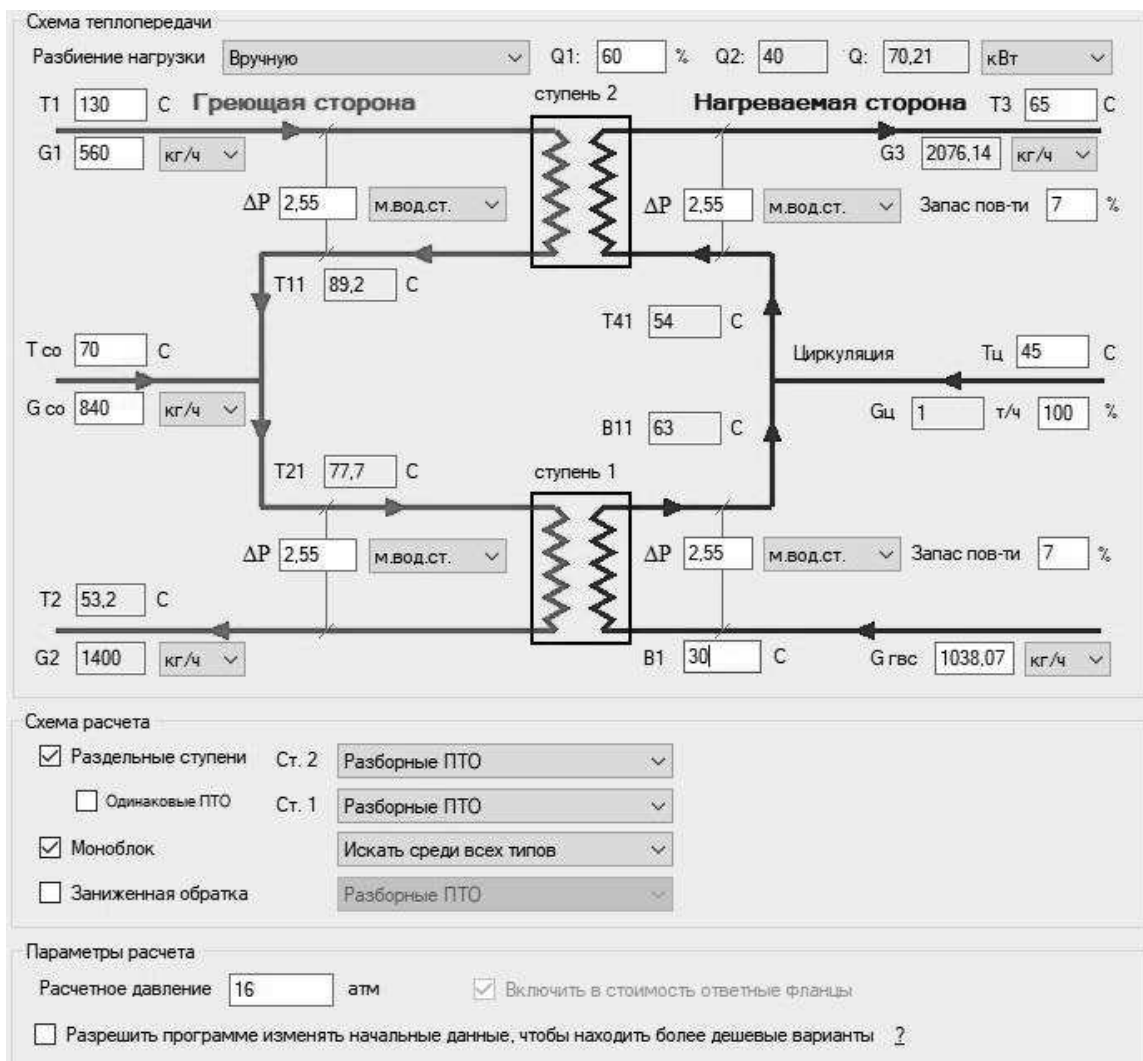 Схема теплопередачи
Разбиение нагрузки Вручную Q1: 60 % Q2: 40 Q: 70,21 кВт
T1 130 C Греющая сторона ступень 2 Нагреваемая сторона T3 65 C
G1 560 кг/ч G3 2076,14 кг/ч
ΔP 2,55 м.вод.ст. ΔP 2,55 м.вод.ст. Запас пов-ти 7 %
T11 89,2 C
T41 54 C
T со 70 C Циркуляция Tц 45 C
G со 840 кг/ч Gц 1 т/ч 100 %
B11 63 C
T21 77,7 C ступень 1
ΔP 2,55 м.вод.ст. ΔP 2,55 м.вод.ст. Запас пов-ти 7 %
T2 53,2 C
G2 1400 кг/ч B1 30 C G гвс 1038,07 кг/ч
Схема расчета
Раздельные ступени Ст. 2 Разборные ПТО
Одинаковые ПТО Ст. 1 Разборные ПТО
Моноблок Искать среди всех типов
Заниженная обратка Разборные ПТО
Параметры расчета
Расчетное давление 16 атм Включить в стоимость ответные фланцы
Разрешить программе изменять начальные данные, чтобы находить более дешевые варианты ?